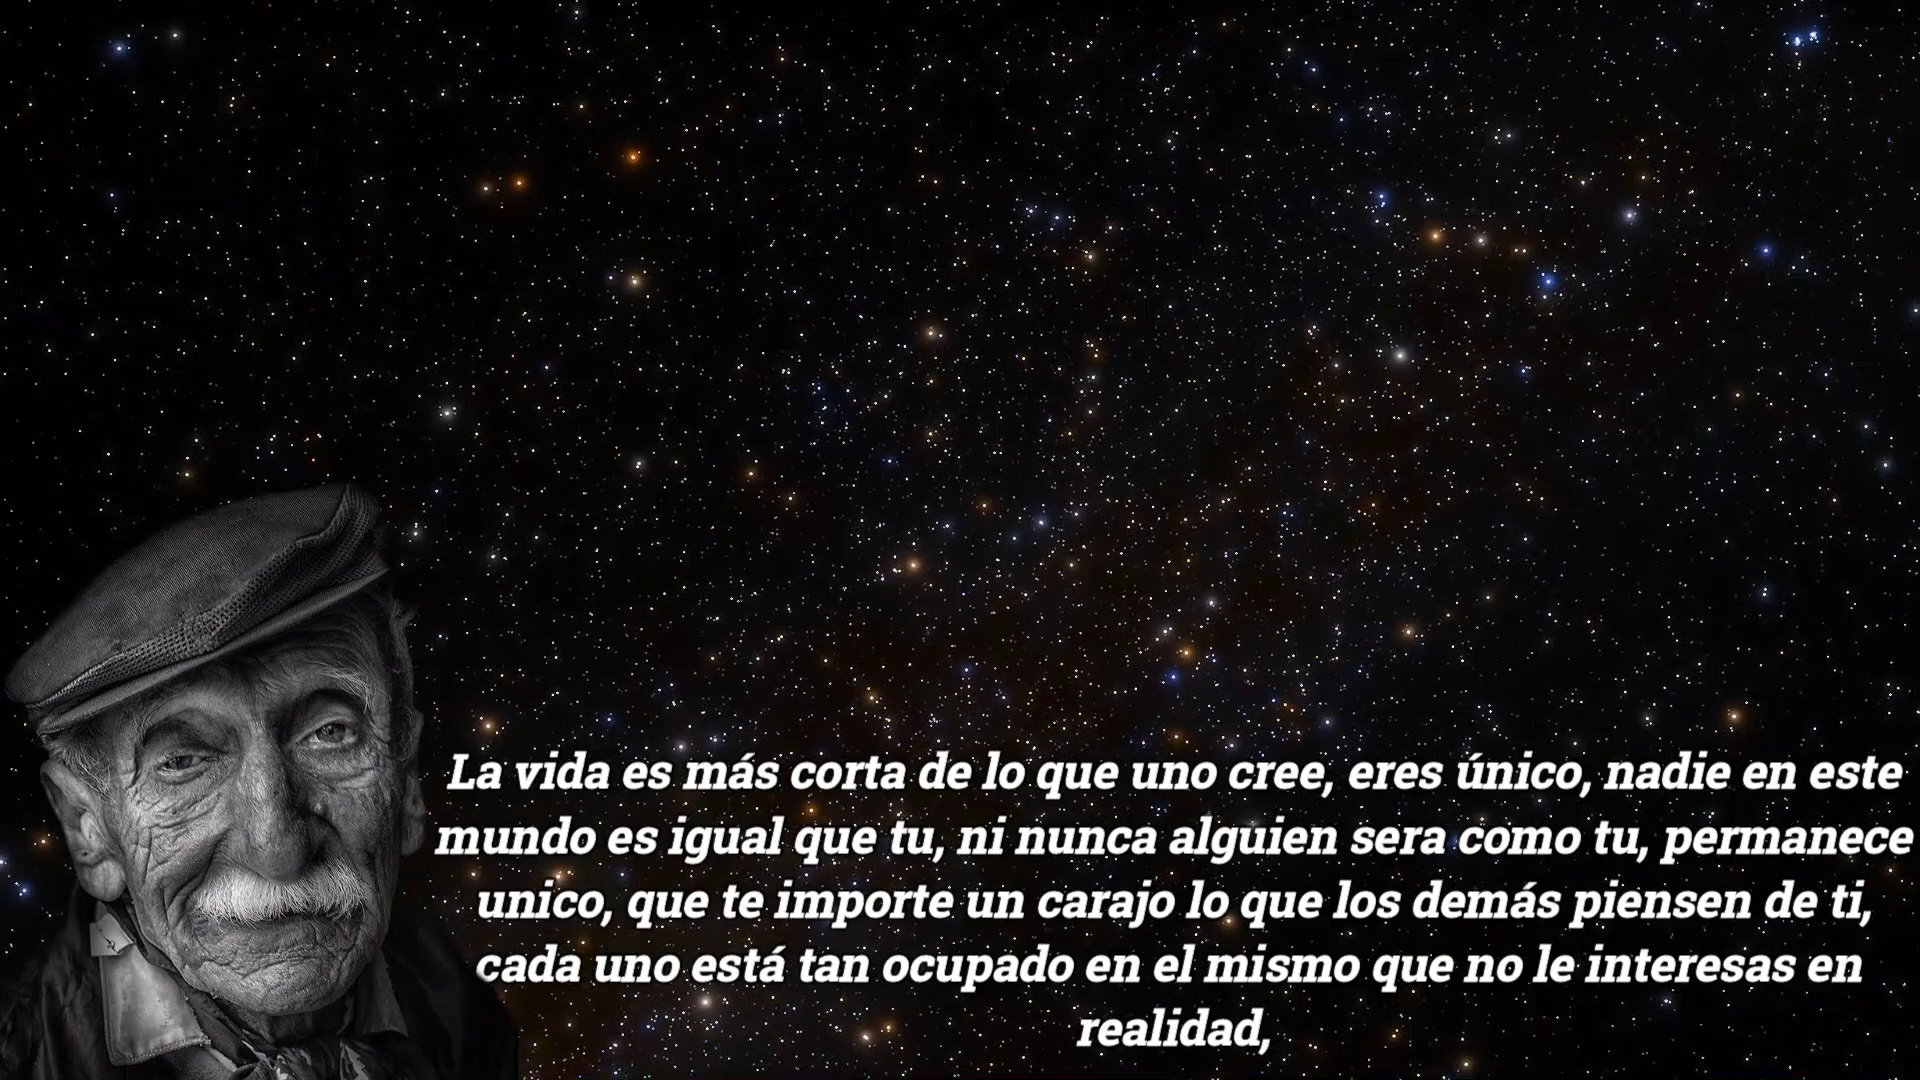 La vida es más corta de lo que uno cree, eres único, nadie en este
mundo es igual que tu, ni nunca alguien sera como tu, permanece
unico, que te importe un carajo lo que los demás piensen de ti,
cada uno está tan ocupado en el mismo que no le interesas en
realidad,